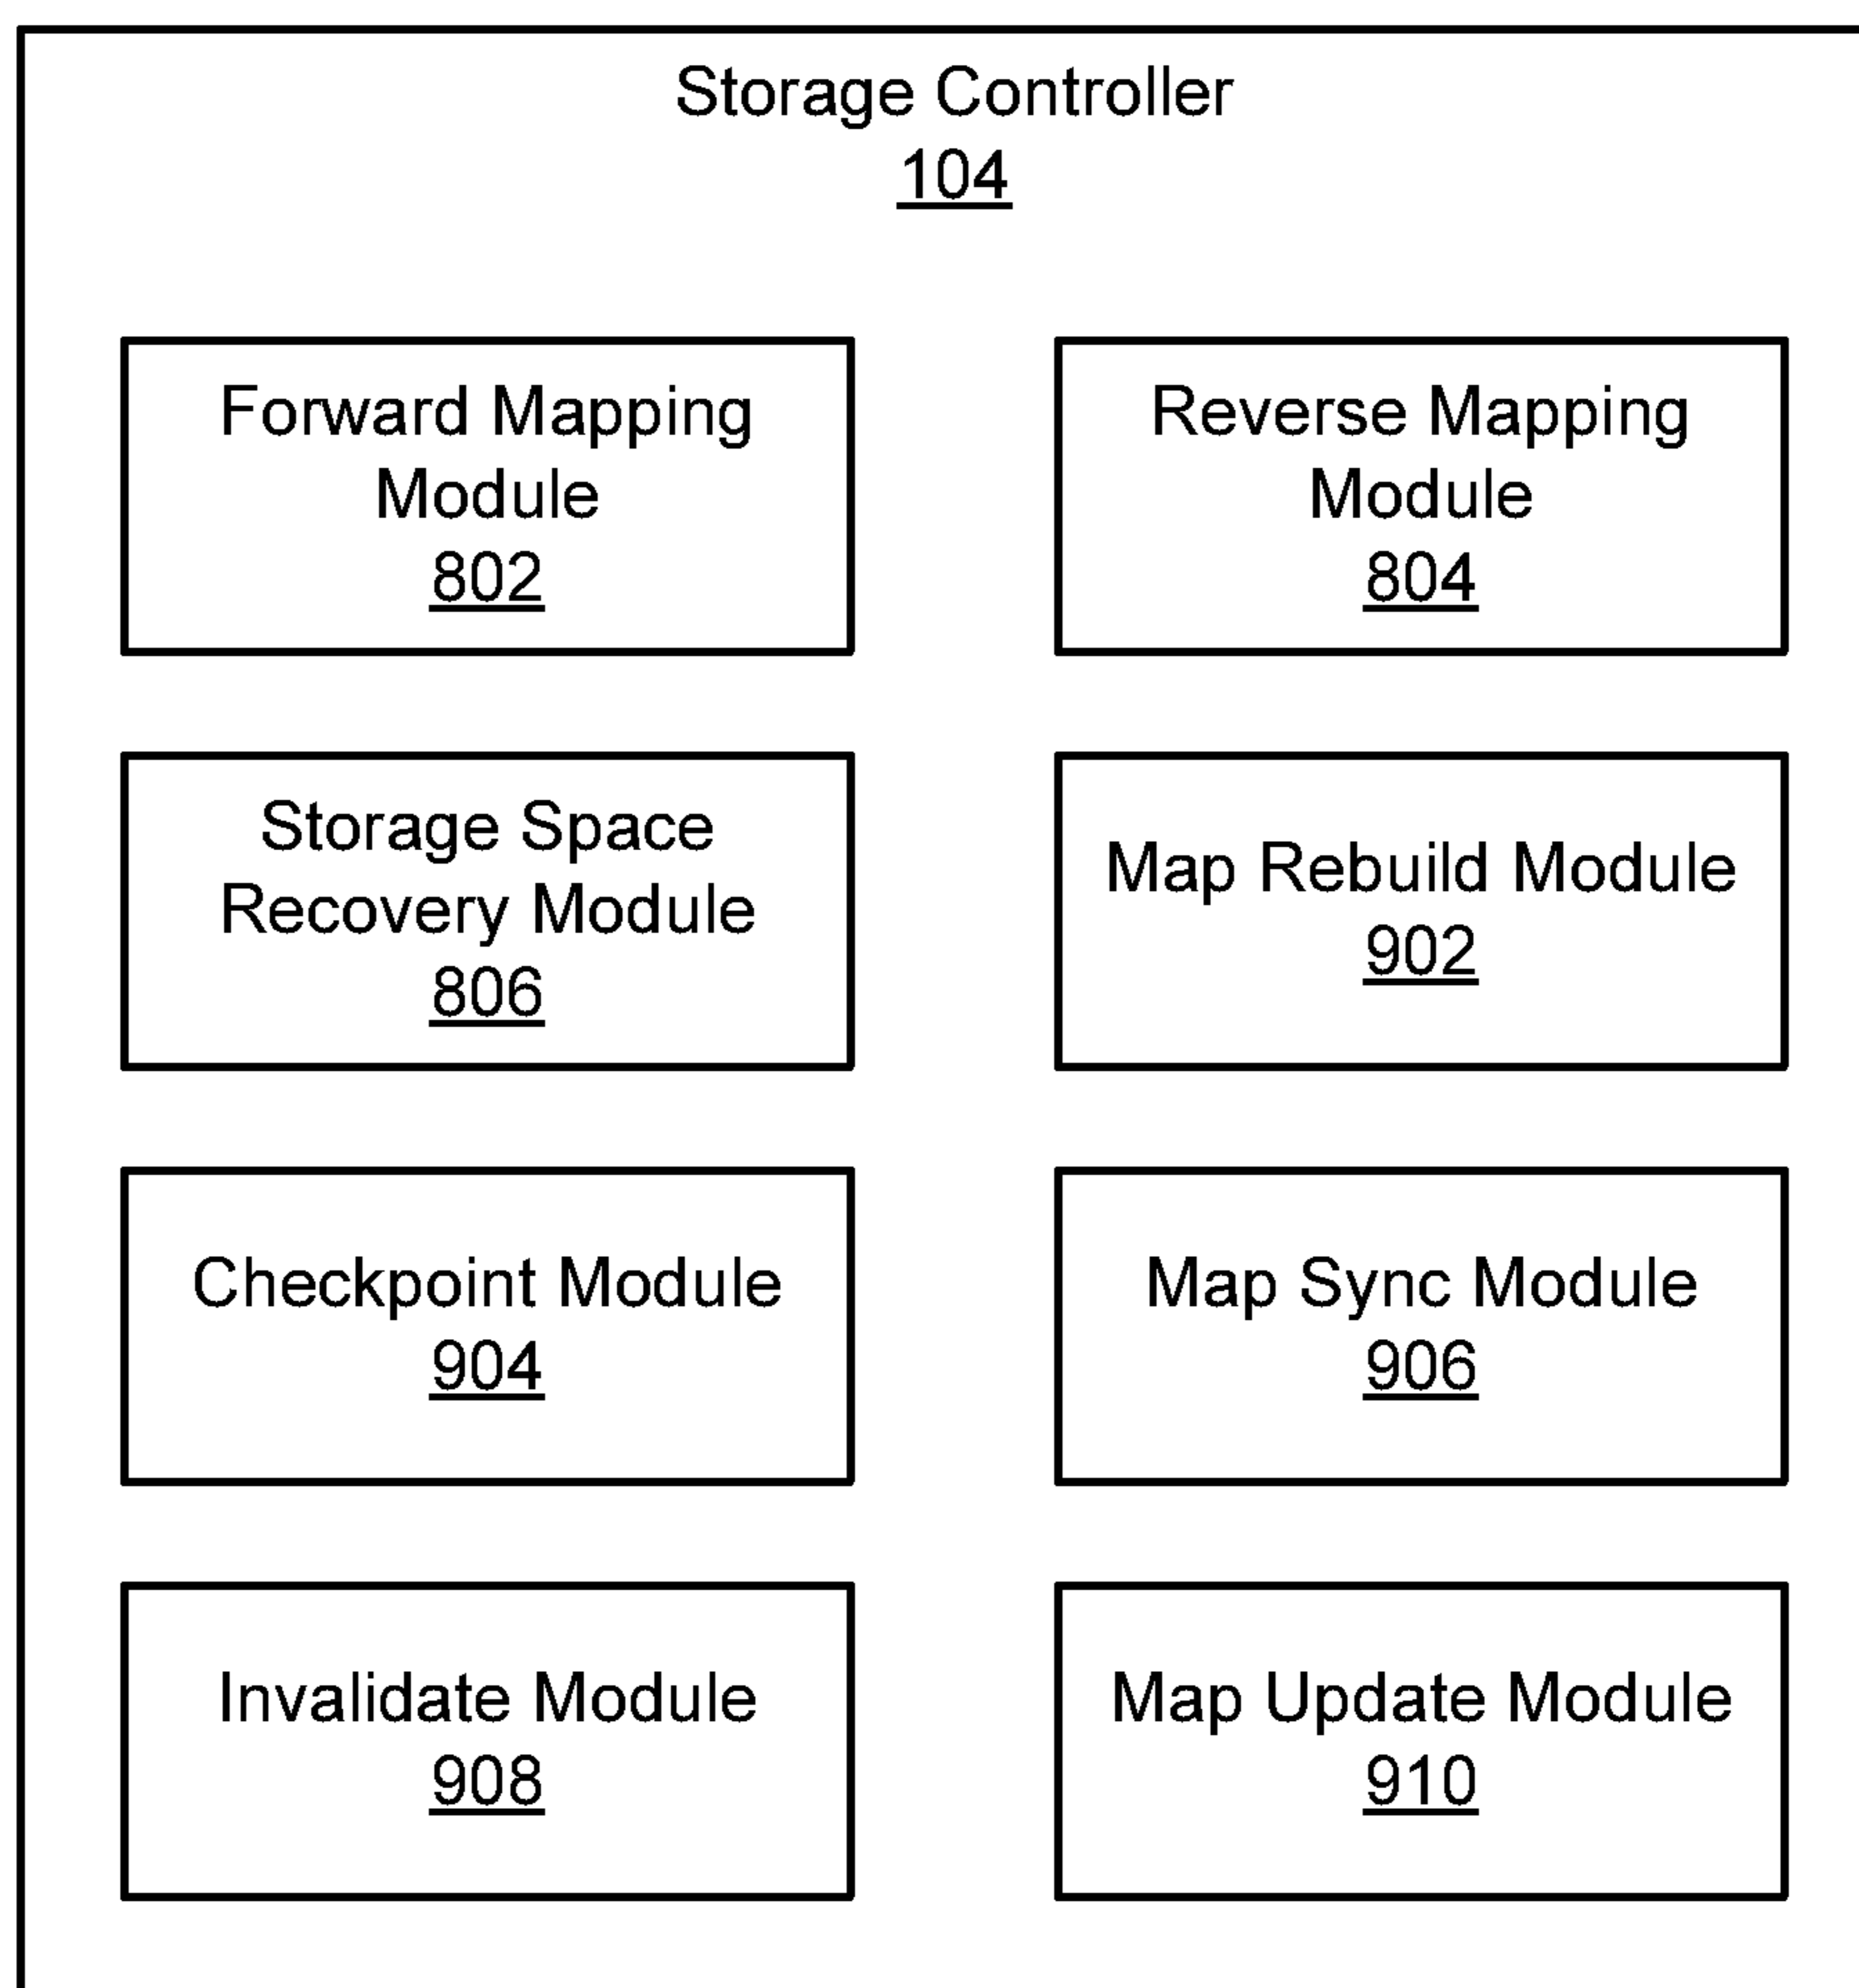 Storage Controller
104
Forward Mapping
Module
802
Reverse Mapping
Module
804
Storage Space
Recovery Module
806
Map Rebuild Module
902
Checkpoint Module
904
Map Sync Module
906
Invalidate Module
908
Map Update Module
910